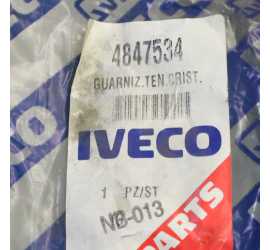 4847534
GUARNIZ.TEN.CRIST.
IVECO
1 PZ/ST
NB-013
PARTS